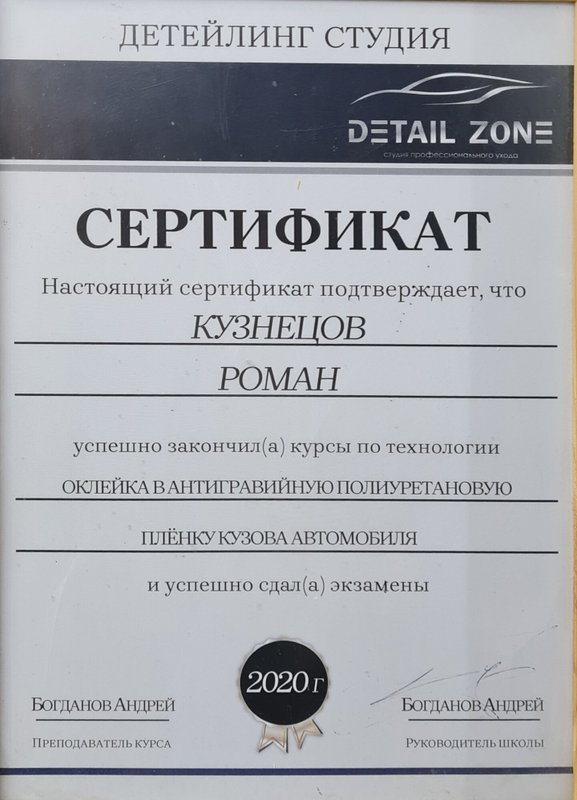 ДЕТЕЙЛИНГ СТУДИЯ
DETAIL ZONE
студия профессионального ухода
СЕРТИФИКАТ
Настоящий сертификат подтверждает, что
КУЗНЕЦОВ
РОМАН
успешно закончил(а) курсы по технологии
ОКЛЕЙКА В АНТИГРАВИЙНУЮ ПОЛИУРЕТАНОВУЮ
ПЛЁНКУ КУЗОВА АВТОМОБИЛЯ
и успешно сдал(а) экзамены
2020 г
БОГДАНОВ АНДРЕЙ
ПРЕПОДАВАТЕЛЬ КУРСА
БОГДАНОВ АНДРЕЙ
РУКОВОДИТЕЛЬ ШКОЛЫ